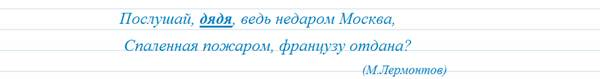 Послушай, дядя, ведь недаром Москва,
Спаленная пожаром, французу отдана?
(М.Лермонтов)